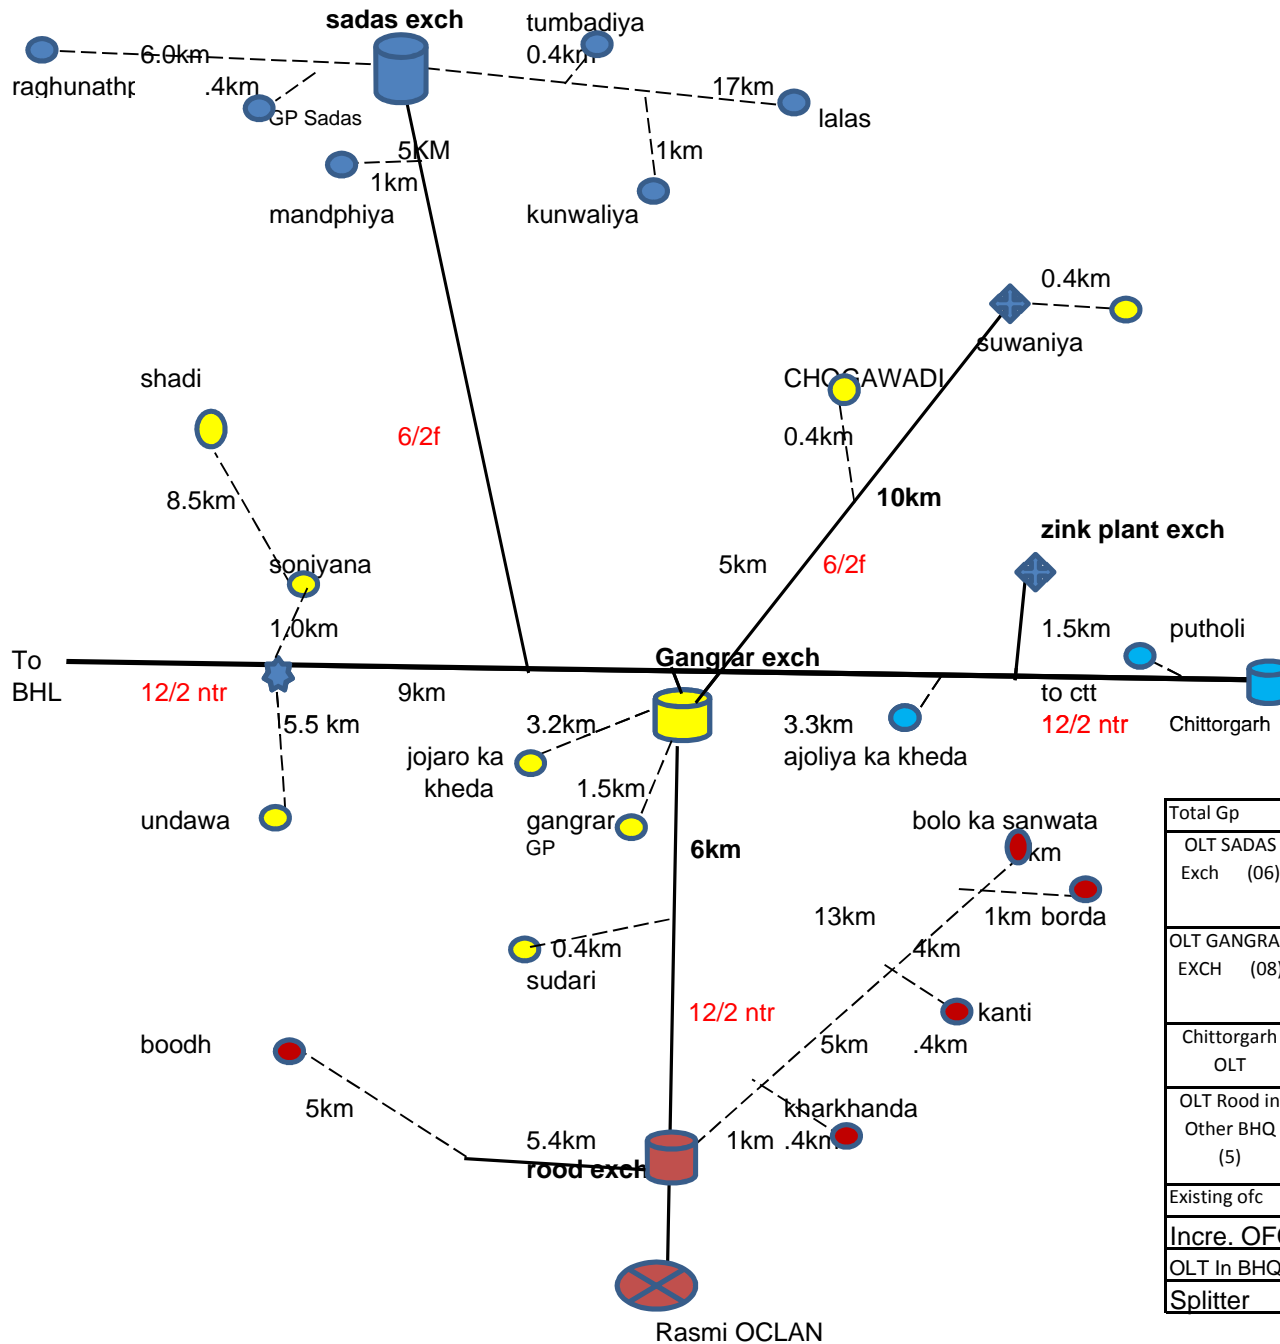 sadas exch
tumbadiya
6.0km
0.4km
raghunathp
.4km
17km
GP Sadas
lalas
5KM
1km
1km
mandphiya
kunwaliya
0.4km
suwaniya
shadi
CHOGAWADI
6/2f
0.4km
8.5km
10km
zink plant exch
soniyana
5km
6/2f
1.0km
1.5km
putholi
To
BHL
Gangrar exch
12/2 ntr
9km
to ctt
5.5 km
3.2km
3.3km
12/2 ntr
Chittorgarh
jojaro ka
kheda
ajoliya ka kheda
1.5km
undawa
gangrar
GP
bolo ka sanwata
km
6km
13km
1km
borda
0.4km
4km
sudari
12/2 ntr
kanti
boodh
5km
.4km
5km
kharkhanda
5.4km
1km
.4km
rood exch
Rasmi OCLAN
Total Gp
OLT SADAS
Exch (06)
OLT GANGRA
EXCH (08)
Chittorgarh
OLT
OLT Rood in
Other BHQ
(5)
Existing ofc
Incre. OF
OLT In BHQ
Splitter